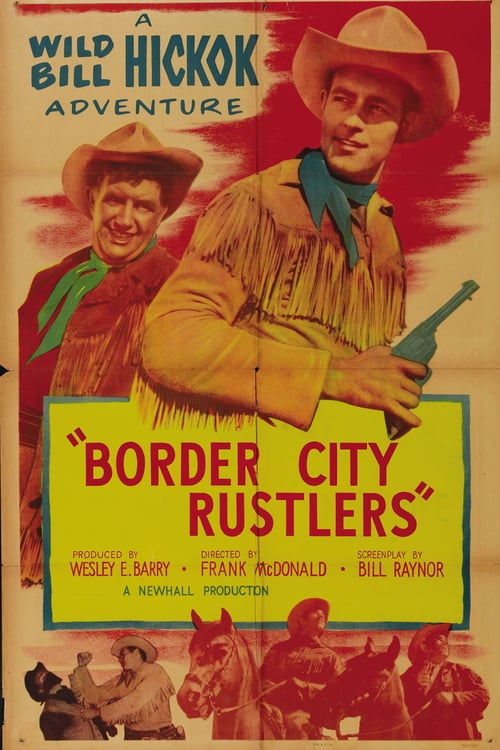 A
WILD
BILL HICKOK
ADVENTURE
"BORDER CITY
RUSTLERS"
PRODUCED BY DIRECTED BY SCREENPLAY BY
WESLEY E. BARRY • FRANK McDONALD • BILL RAYNOR
A NEWHALL PRODUCTION